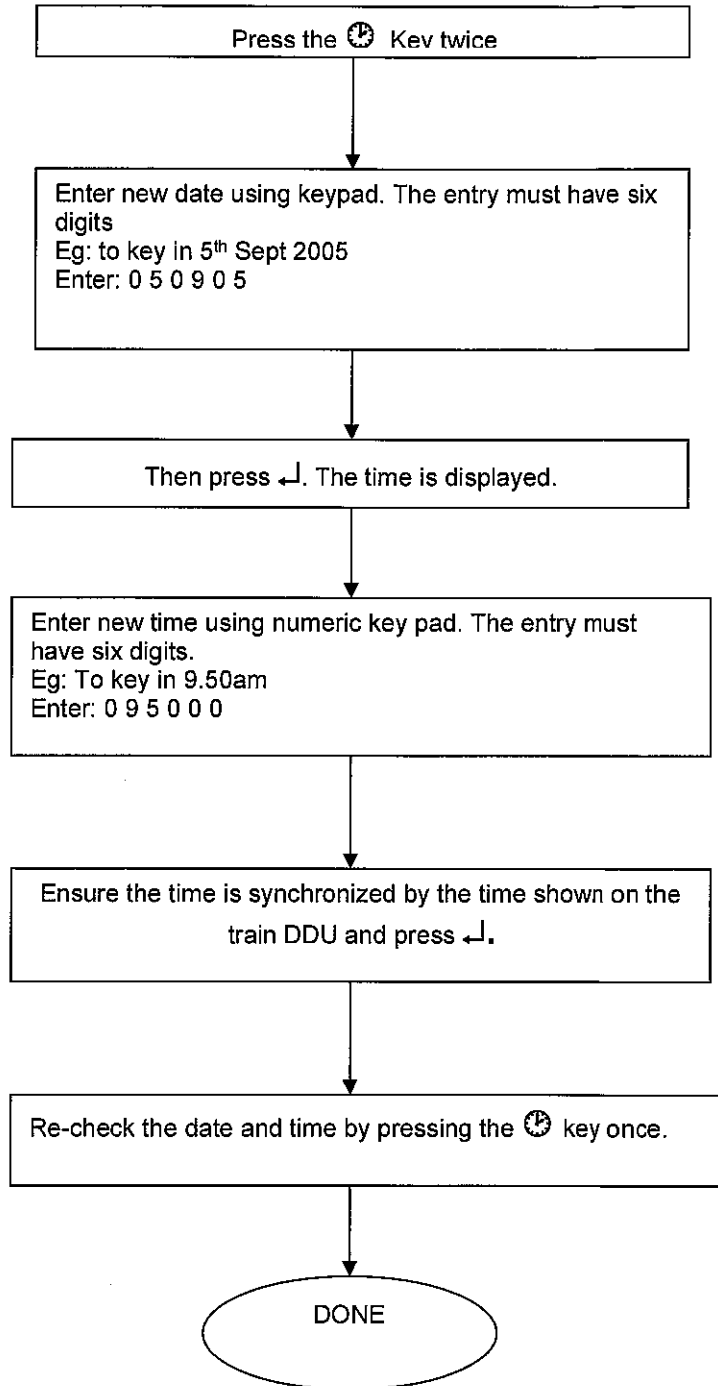 Press the 🕑 Kev twice
Enter new date using keypad. The entry must have six
digits
Eg: to key in 5th Sept 2005
Enter: 0 5 0 9 0 5
Then press ↵. The time is displayed.
Enter new time using numeric key pad. The entry must
have six digits.
Eg: To key in 9.50am
Enter: 0 9 5 0 0 0
Ensure the time is synchronized by the time shown on the
train DDU and press ↵.
Re-check the date and time by pressing the 🕑 key once.
DONE